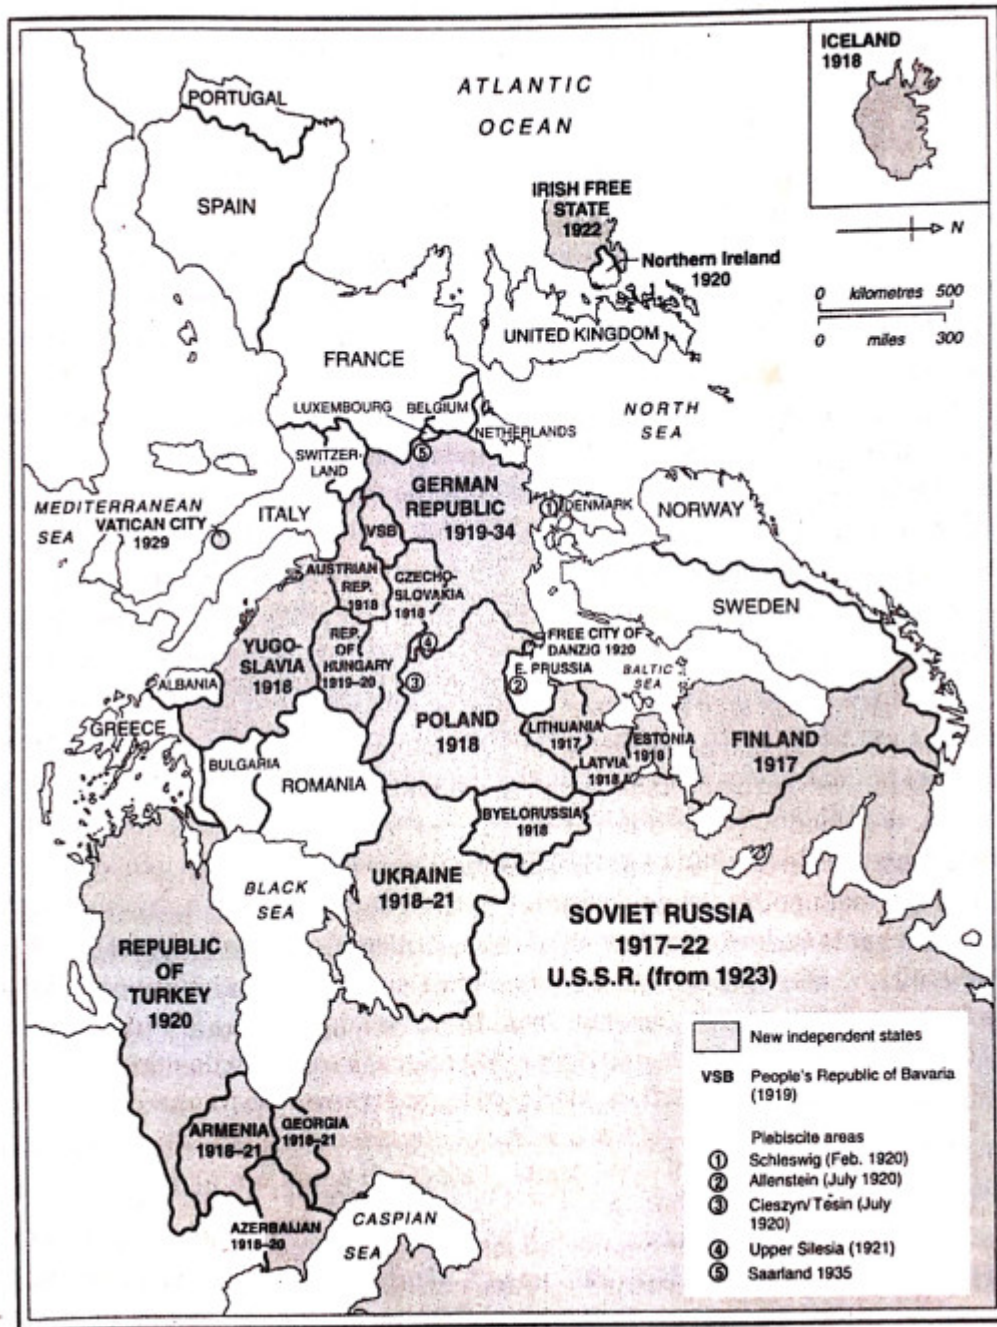 ICELAND
1918
PORTUGAL
ATLANTIC
OCEAN
SPAIN
IRISH FREE
STATE
1922
N
Northern Ireland
1920
0 kilometres 500
0 miles 300
UNITED KINGDOM
FRANCE
LUXEMBOURG
BELGIUM
NETHERLANDS
NORTH
SEA
SWITZER-
LAND
5
GERMAN
REPUBLIC
1919-34
MEDITERRANEAN
SEA
VATICAN CITY
1929
ITALY
VSB
1
DENMARK
NORWAY
AUSTRIAN
REP.
1918
CZECHO-
SLOVAKIA
1918
SWEDEN
YUGO-
SLAVIA
1918
REP.
OF
HUNGARY
1919-20
4
3
FREE CITY OF
DANZIG 1920
E. PRUSSIA
2
BALTIC
SEA
ALBANIA
GREECE
POLAND
1918
LITHUANIA
1917
LATVIA
1918
ESTONIA
1918
FINLAND
1917
BULGARIA
ROMANIA
BYELORUSSIA
1918
BLACK
SEA
UKRAINE
1918-21
SOVIET RUSSIA
1917-22
U.S.S.R. (from 1923)
REPUBLIC
OF
TURKEY
1920
ARMENIA
1918-21
GEORGIA
1918-21
AZERBAIJAN
1918-20
CASPIAN
SEA
New independent states
VSB People's Republic of Bavaria
(1919)
Plebiscite areas
1 Schleswig (Feb. 1920)
2 Allenstein (July 1920)
3 Cieszyn/Těsin (July
1920)
4 Upper Silesia (1921)
5 Saarland 1935